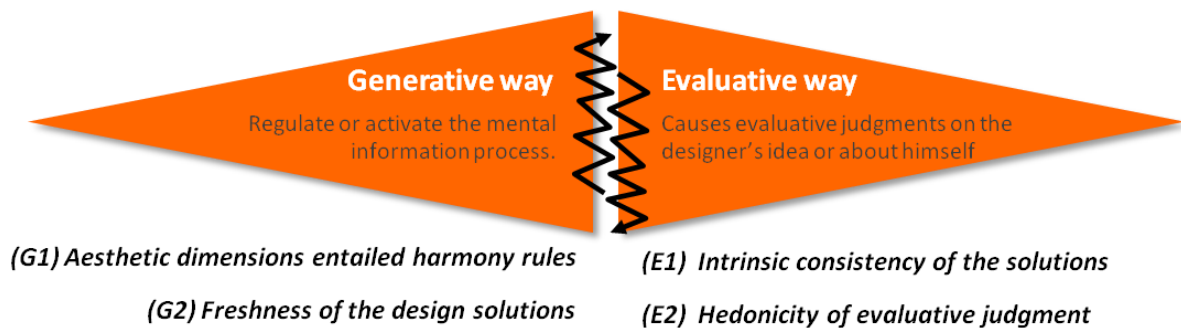 Generative way
Regulate or activate the mental
information process.
Evaluative way
Causes evaluative judgments on the
designer's idea or about himself
(G1) Aesthetic dimensions entailed harmony rules
(G2) Freshness of the design solutions
(E1) Intrinsic consistency of the solutions
(E2) Hedonicity of evaluative judgment